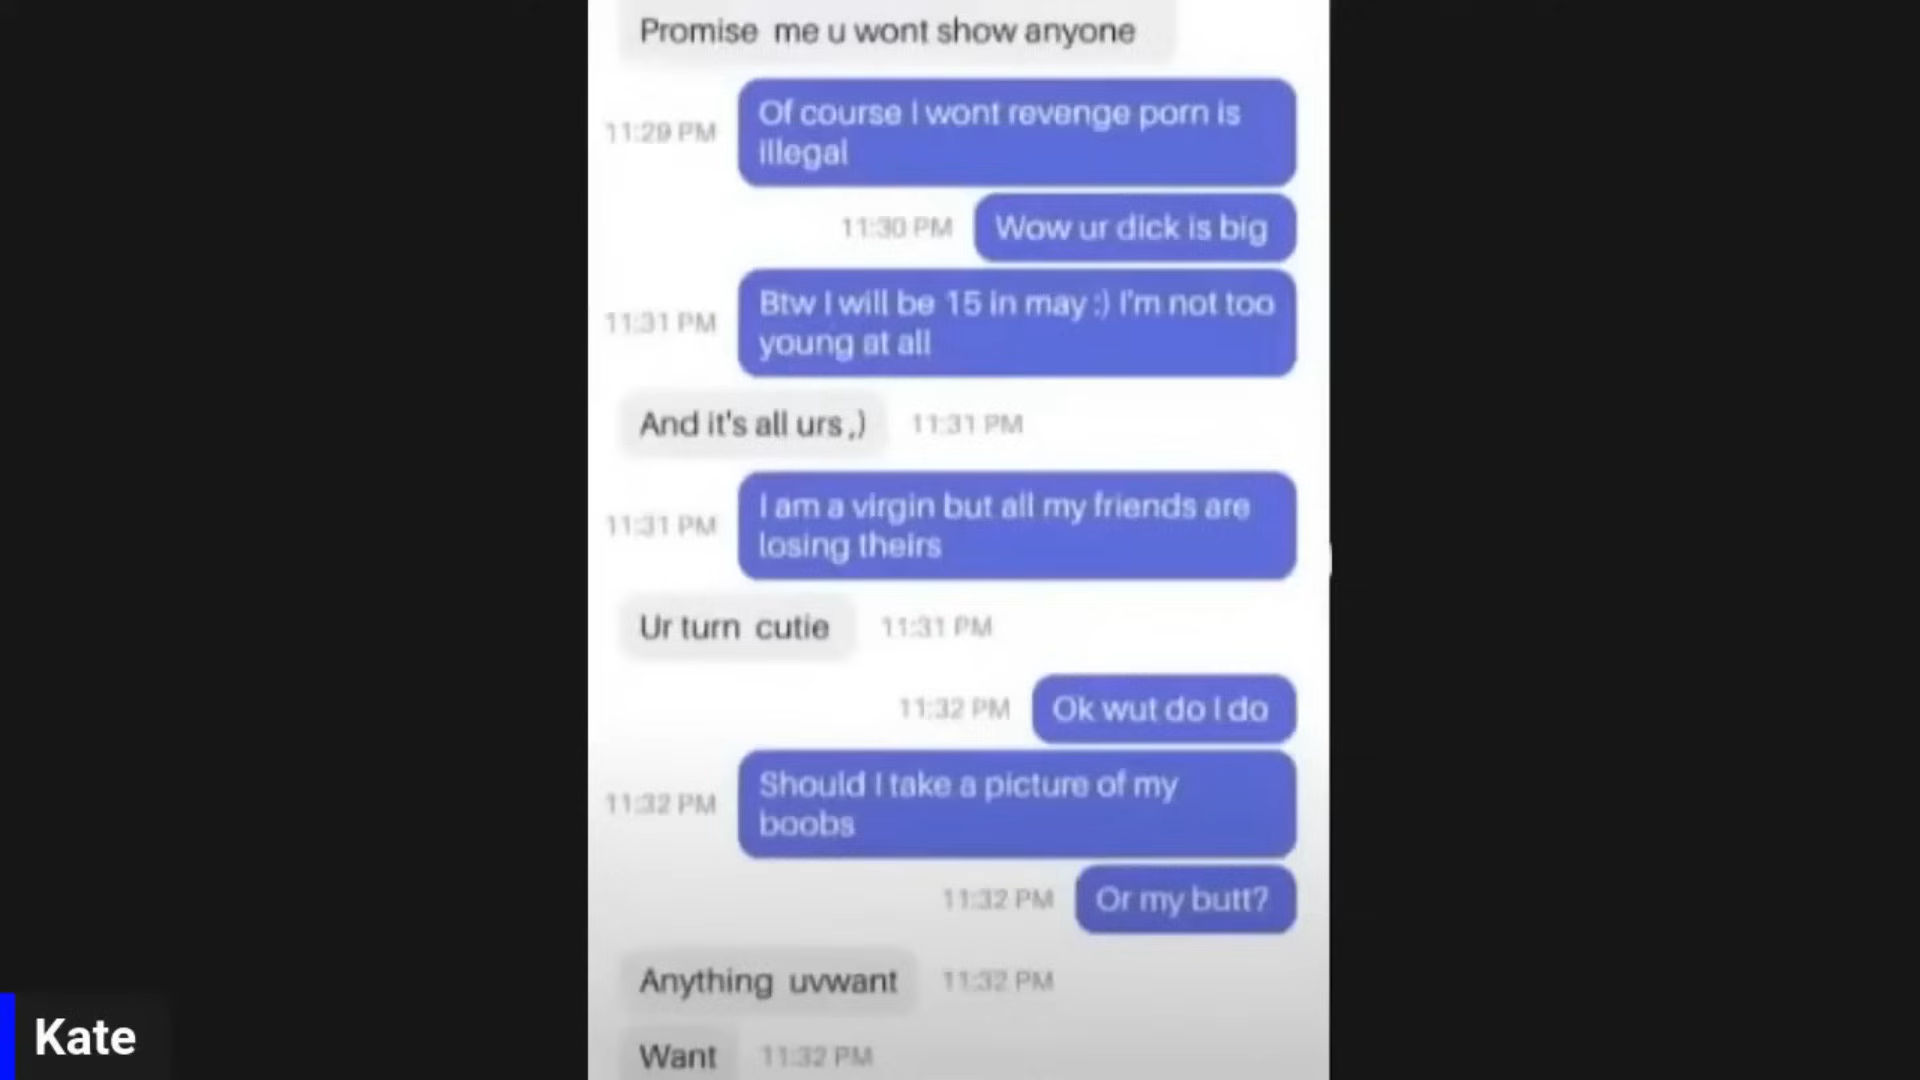 Promise me u wont show anyone
11:29 PM
Of course I wont revenge porn is
illegal
11:30 PM
Wow ur dick is big
11:31 PM
Btw I will be 15 in may :) I'm not too
young at all
And it's all urs ,)
11:31 PM
11:31 PM
I am a virgin but all my friends are
losing theirs
Ur turn cutie
11:31 PM
11:32 PM
Ok wut do I do
11:32 PM
Should I take a picture of my
boobs
11:32 PM
Or my butt?
Anything uvwant
11:32 PM
Want
11:32 PM
Kate